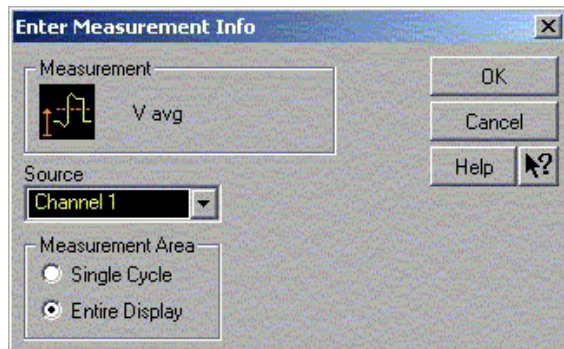 Enter Measurement Info
Measurement
V avg
Source
Channel 1
Measurement Area
Single Cycle
Entire Display
OK
Cancel
Help
?